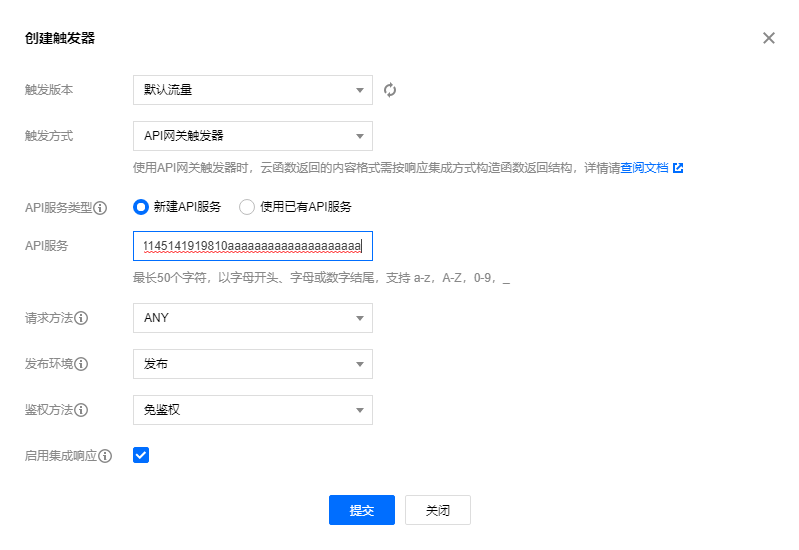 创建触发器
触发版本 默认流量
触发方式 API网关触发器
使用API网关触发器时，云函数返回的内容格式需按响应集成方式构造函数返回结构，详情请查阅文档
API服务类型 新建API服务 使用已有API服务
API服务 1145141919810aaaaaaaaaaaaaaaaaaaa
最长50个字符，以字母开头、字母或数字结尾，支持 a-z，A-Z，0-9，_
请求方法 ANY
发布环境 发布
鉴权方法 免鉴权
启用集成响应
提交 关闭